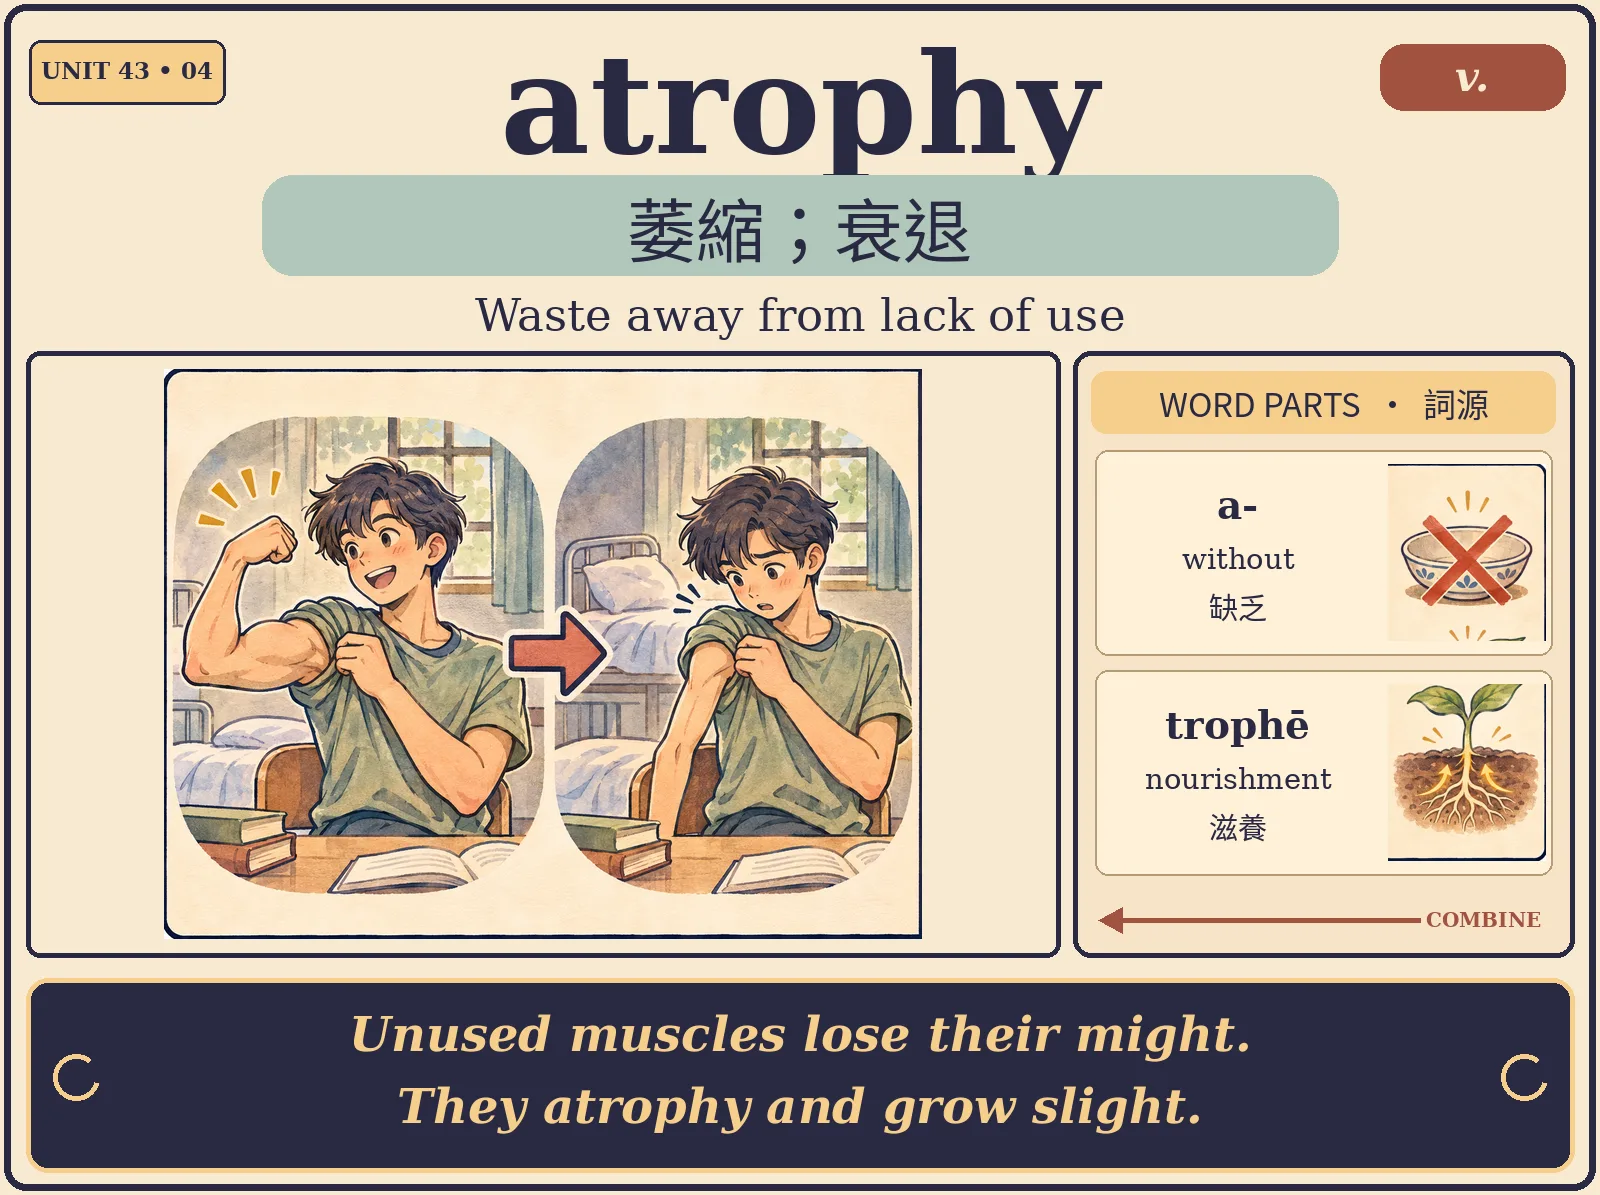 UNIT 43 • 04
atrophy
v.
萎縮；衰退
Waste away from lack of use
WORD PARTS ・ 詞源
a-
without
缺乏
trophē
nourishment
滋養
COMBINE
Unused muscles lose their might.
They atrophy and grow slight.